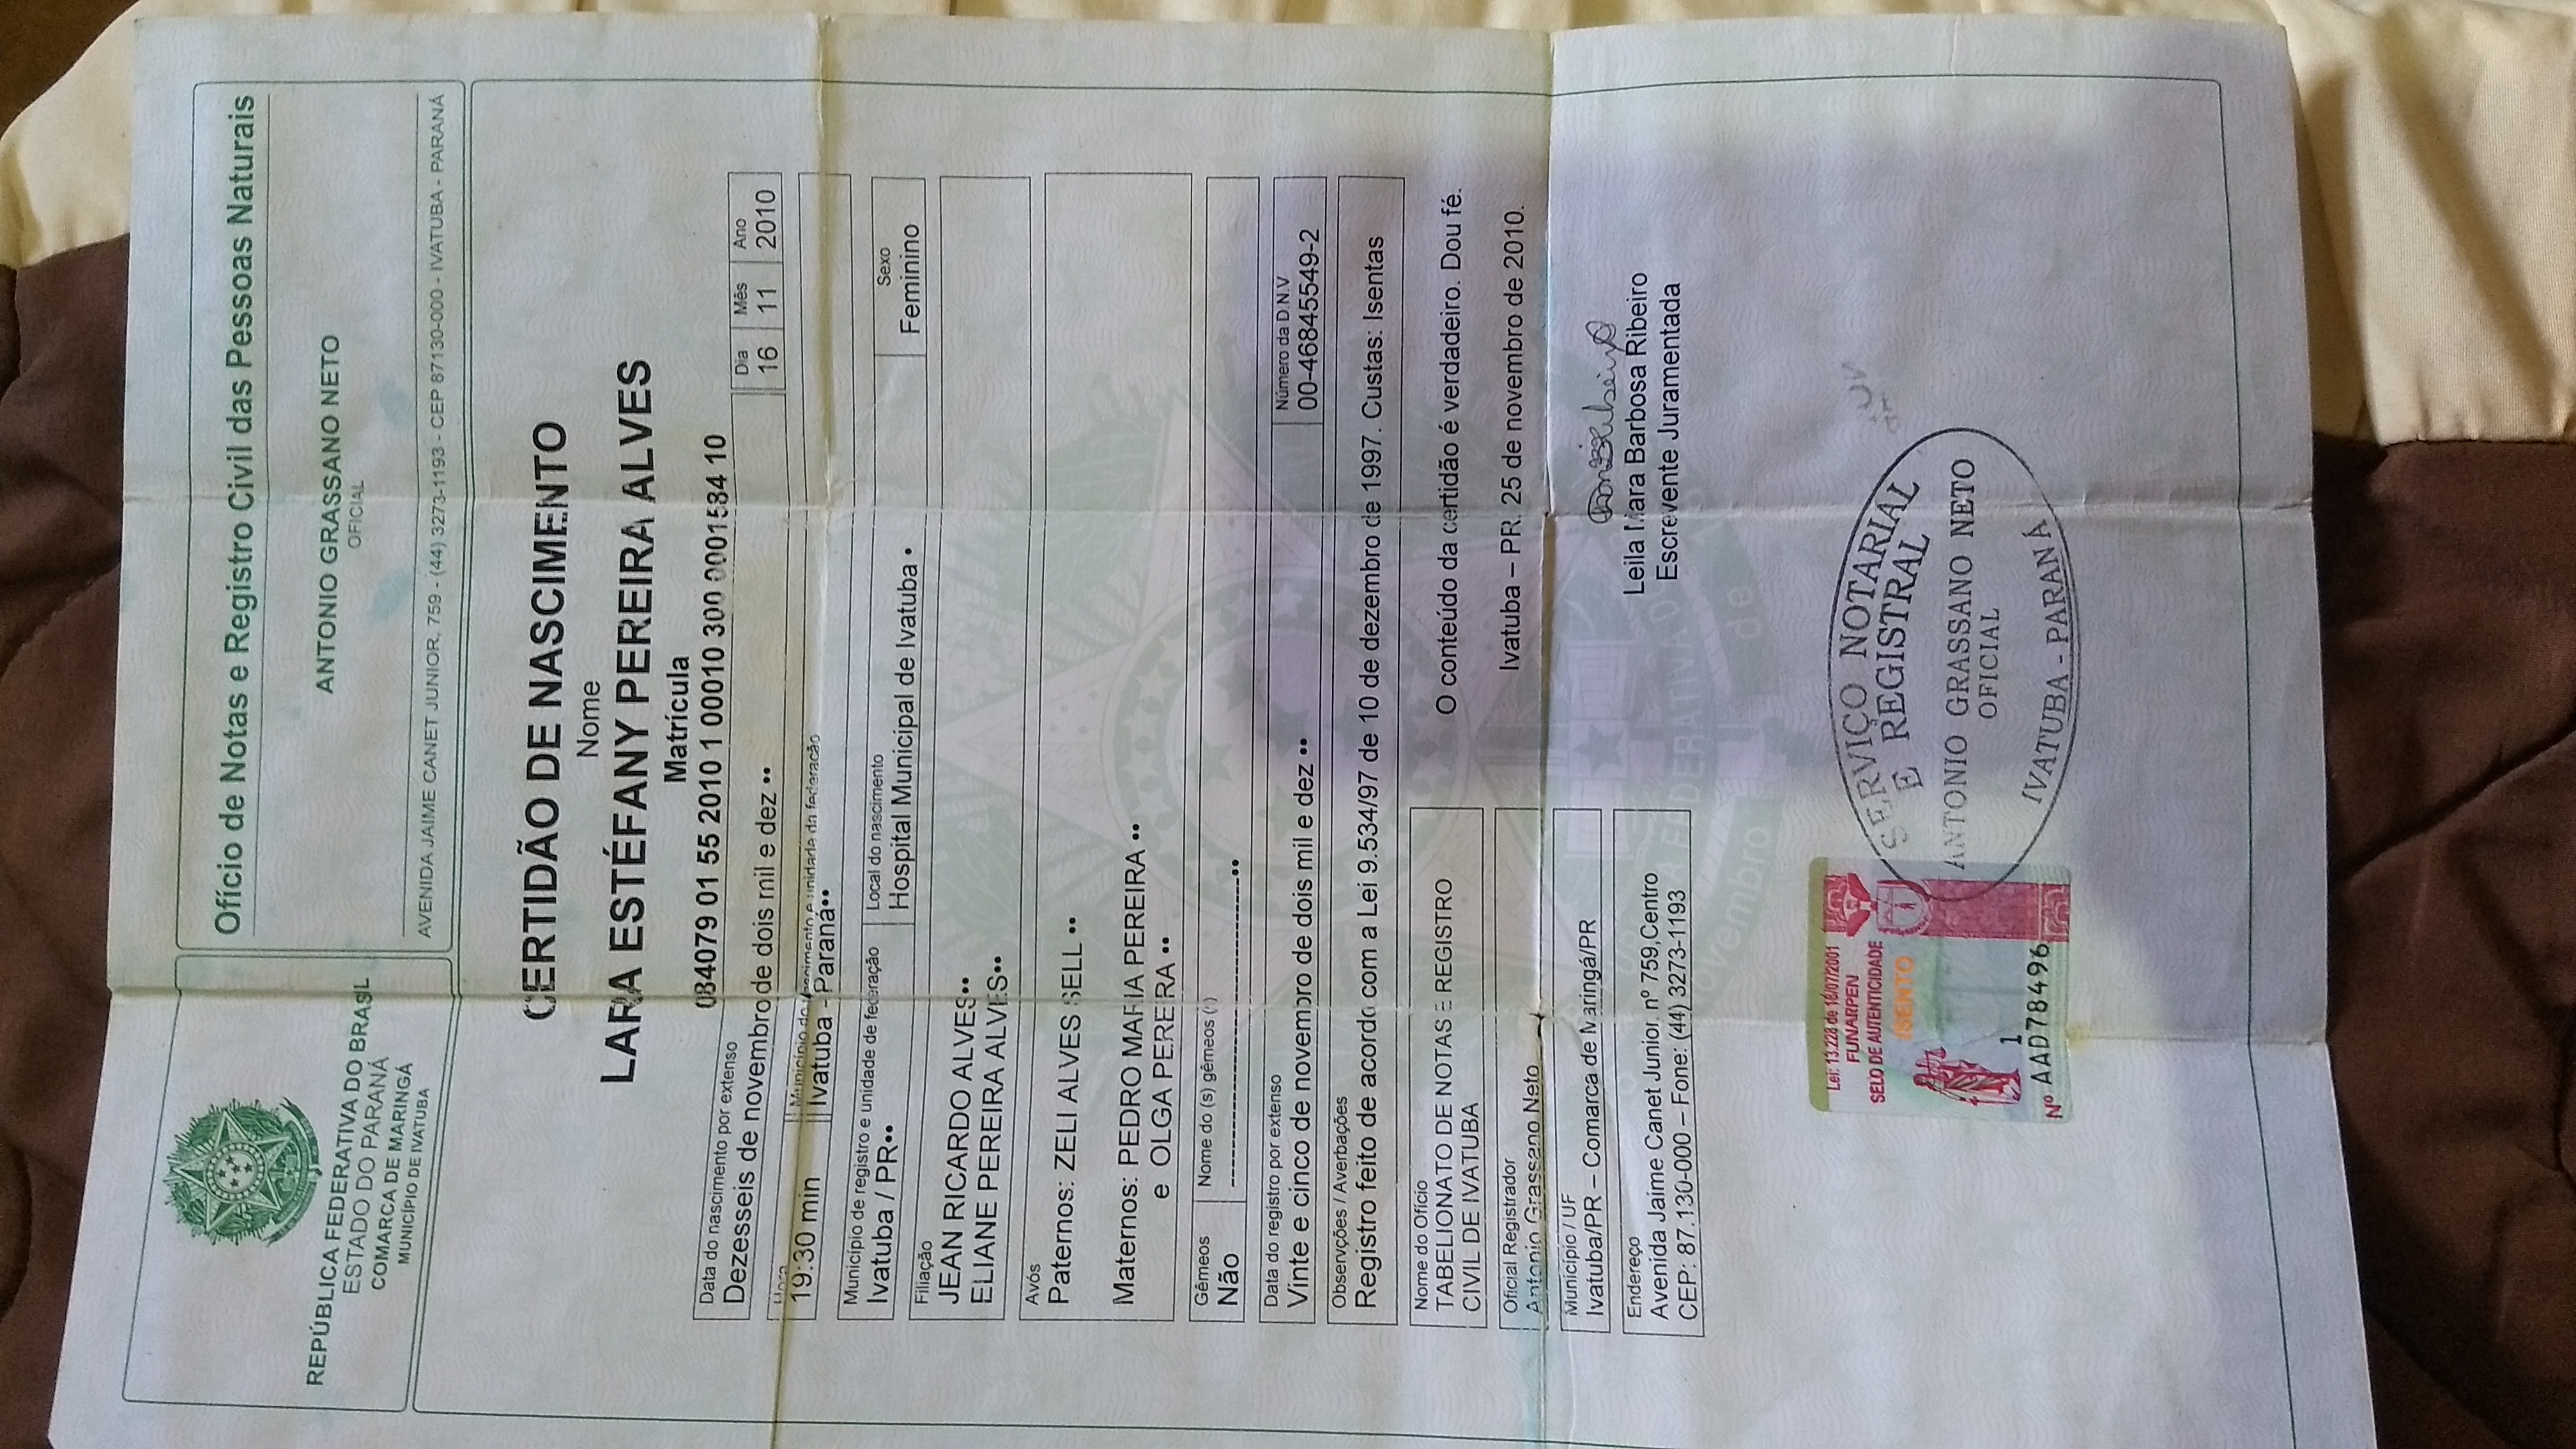 REPÚBLICA FEDERATIVA DO BRASIL
ESTADO DO PARANÁ
COMARCA DE MARINGÁ
MUNICÍPIO DE IVATUBA
Ofício de Notas e Registro Civil das Pessoas Naturais
ANTONIO GRASSANO NETO
OFICIAL
AVENIDA JAIME CANET JUNIOR, 759 - (44) 3273-1193 - CEP 87130-000 - IVATUBA - PARANÁ
CERTIDÃO DE NASCIMENTO
Nome
LARA ESTÉFANY PEREIRA ALVES
Matrícula
084079 01 55 2010 1 00010 300 0001584 10
Data do nascimento por extenso
Dezesseis de novembro de dois mil e dez ••
Dia Mês Ano
16 11 2010
Hora Município do nascimento e unidade da federação
19:30 min Ivatuba - Paraná••
Município de registro e unidade de federação Local do nascimento Sexo
Ivatuba / PR•• Hospital Municipal de Ivatuba • Feminino
Filiação
JEAN RICARDO ALVES••
ELIANE PEREIRA ALVES••
Avós
Paternos: ZELI ALVES SELL ••
Maternos: PEDRO MARIA PEREIRA ••
e OLGA PEREIRA ••
Gêmeos Nome do (s) gêmeos (*)
Não --------------------------------••
Data do registro por extenso Número da D.N.V
Vinte e cinco de novembro de dois mil e dez •• 00-46845549-2
Observções / Averbações
Registro feito de acordo com a Lei 9.534/97 de 10 de dezembro de 1997. Custas: Isentas
Nome do Ofício
TABELIONATO DE NOTAS E REGISTRO
CIVIL DE IVATUBA
O conteúdo da certidão é verdadeiro. Dou fé.
Oficial Registrador
Antonio Grassano Neto
Ivatuba – PR. 25 de novembro de 2010.
Município / UF
Ivatuba/PR – Comarca de Maringá/PR
Endereço
Avenida Jaime Canet Junior, nº 759,Centro
CEP: 87.130-000 – Fone: (44) 3273-1193
Leila Mara Barbosa Ribeiro
Escrevente Juramentada
Lei: 13.228 de 18/07/2001
FUNARPEN
SELO DE AUTENTICIDADE
ISENTO
1
Nº AAD78496
SERVIÇO NOTARIAL
E REGISTRAL
ANTONIO GRASSANO NETO
OFICIAL
IVATUBA - PARANÁ